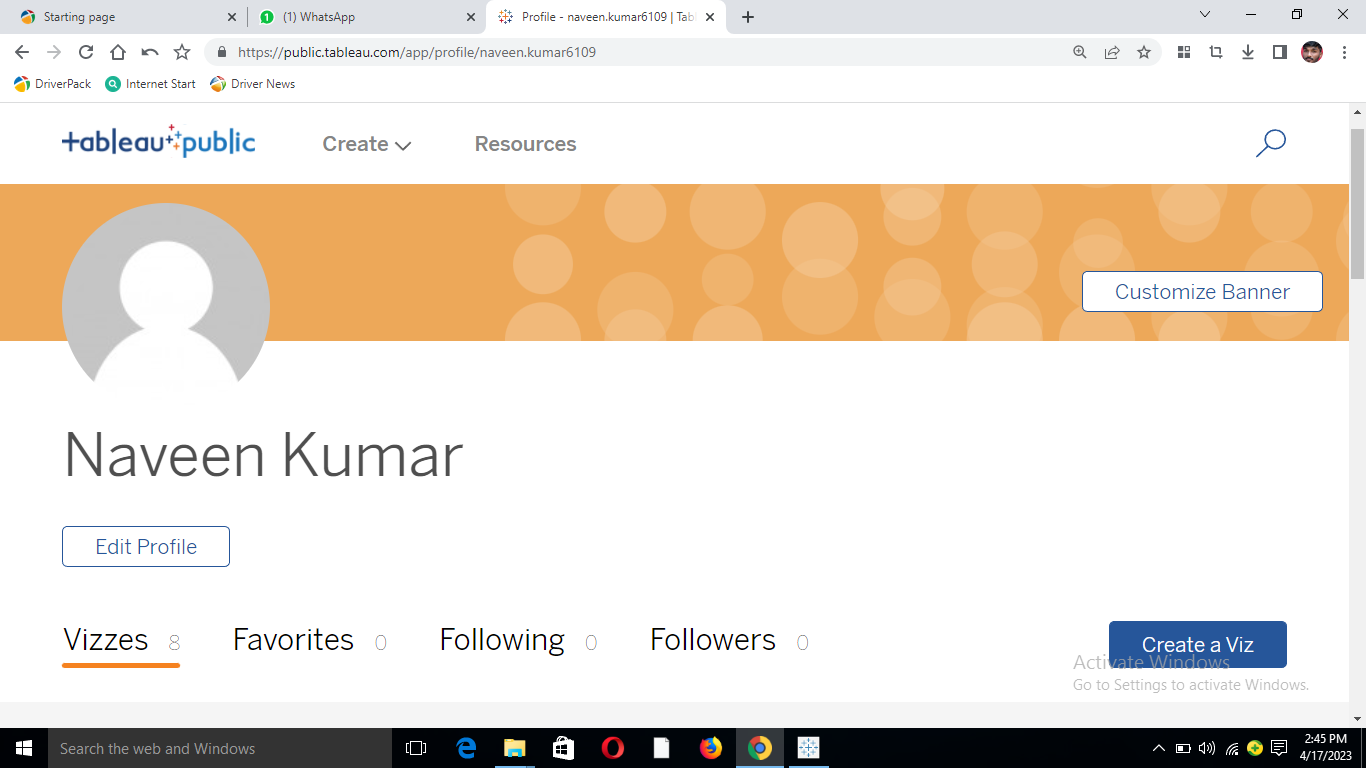 Starting page
(1) WhatsApp
Profile - naveen.kumar6109 | Tab
https://public.tableau.com/app/profile/naveen.kumar6109
DriverPack Internet Start Driver News
tableau public Create Resources
Customize Banner
Naveen Kumar
Edit Profile
Vizzes 8 Favorites 0 Following 0 Followers 0
Create a Viz
Activate Windows
Go to Settings to activate Windows.
Search the web and Windows
2:45 PM
4/17/2023